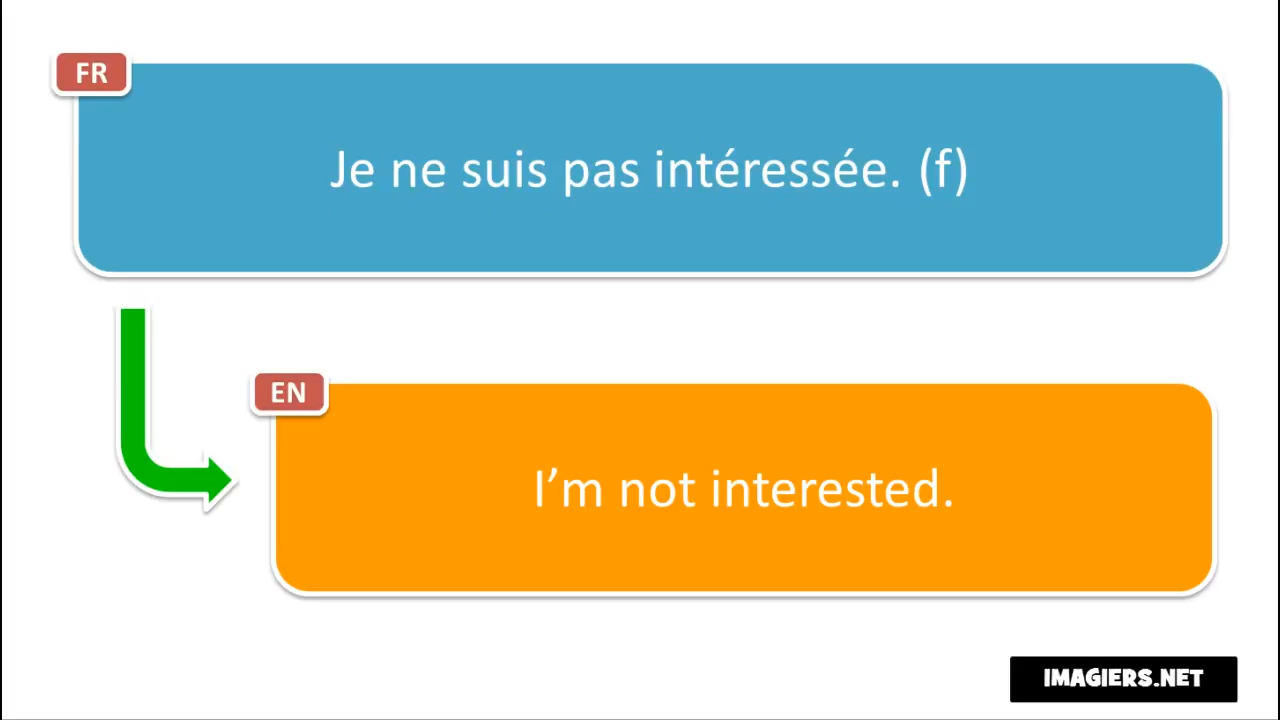 FR
Je ne suis pas intéressée. (f)
EN
I’m not interested.
IMAGIERS.NET